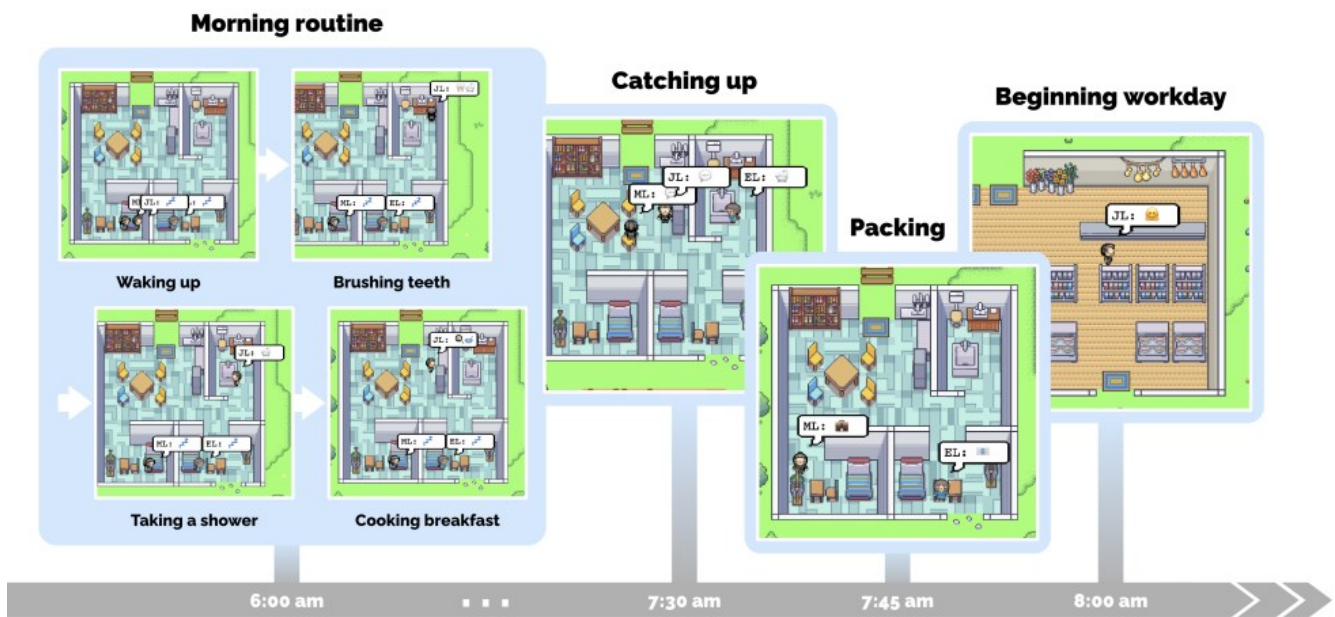 Morning routine
Waking up
Brushing teeth
JL:
JL:
ML:
EL:
Taking a shower
Cooking breakfast
JL:
ML:
EL:
JL:
ML:
EL:
Catching up
JL:
EL:
ML:
Packing
ML:
EL:
Beginning workday
JL:
6:00 am
...
7:30 am
7:45 am
8:00 am